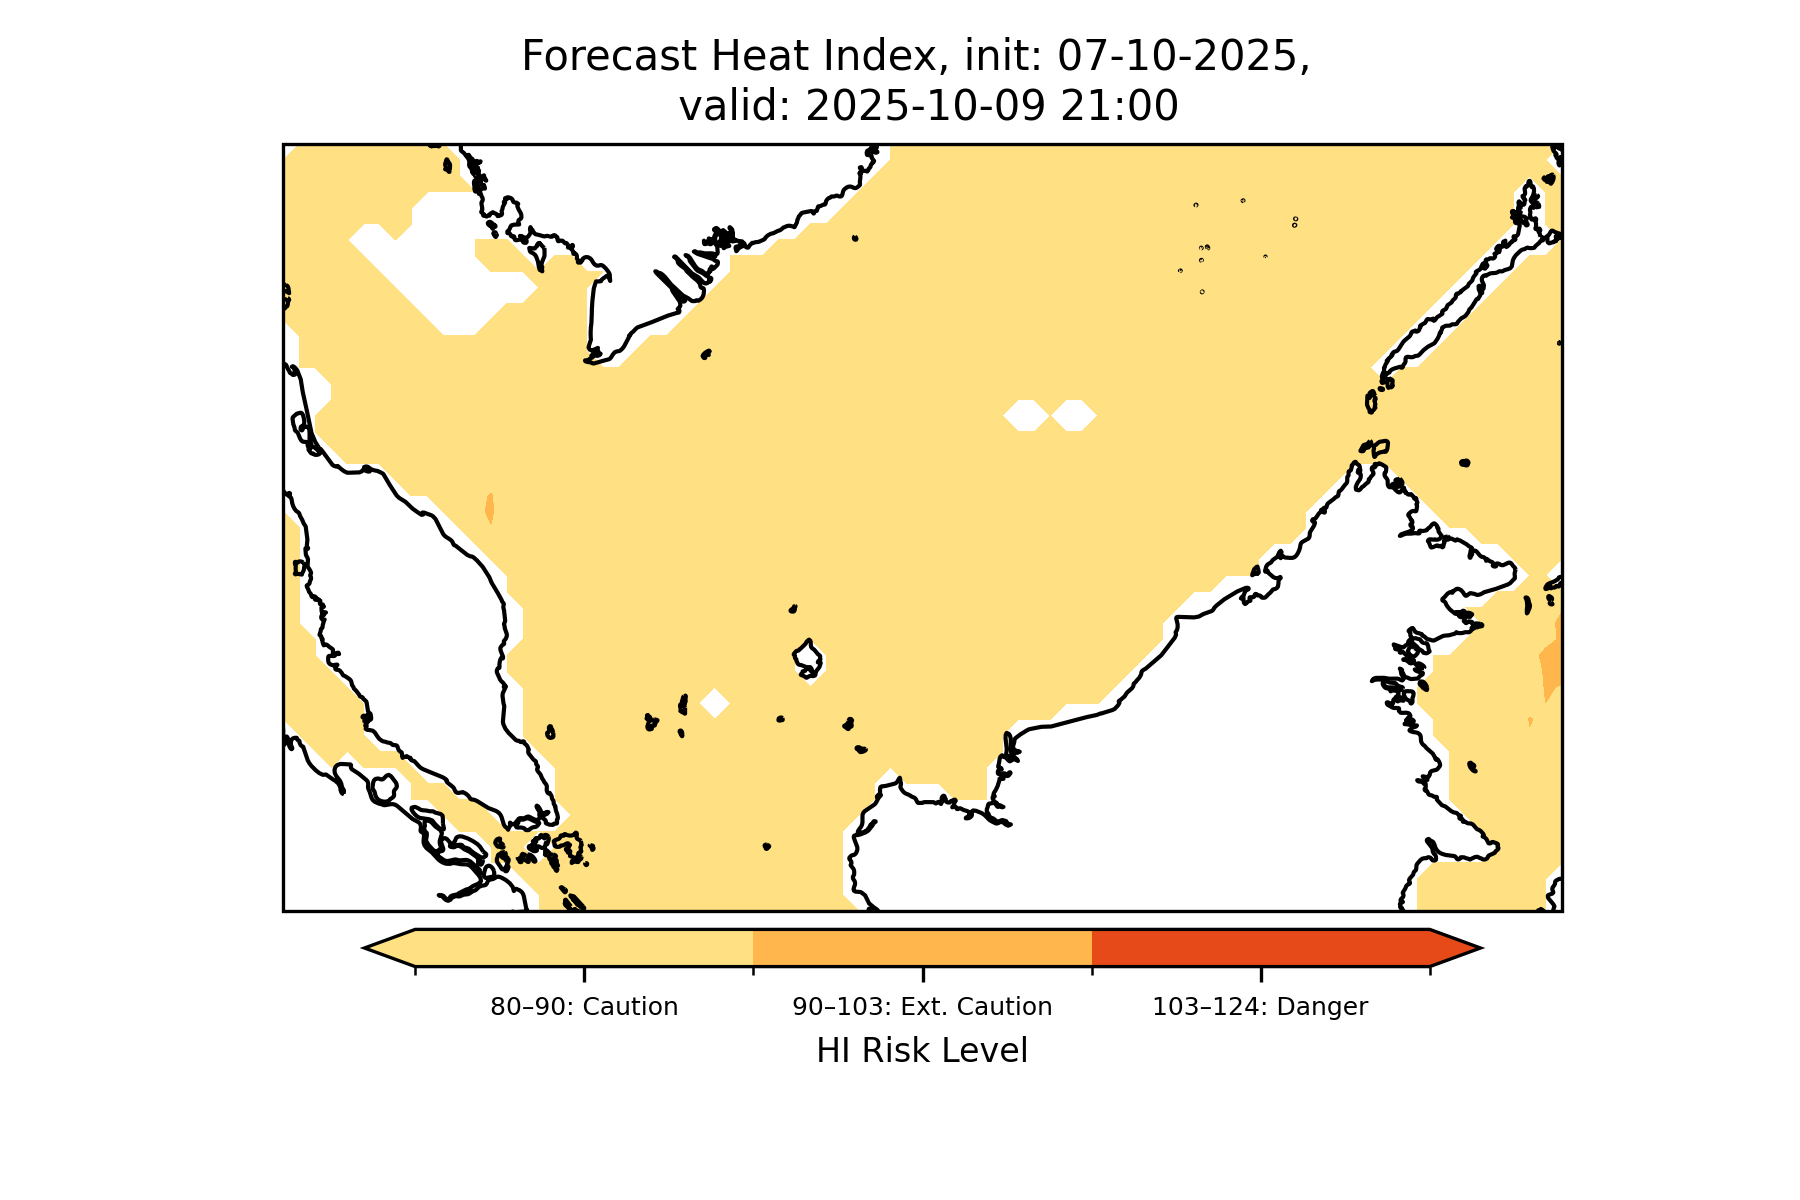 Forecast Heat Index, init: 07-10-2025,
valid: 2025-10-09 21:00
80–90: Caution
90–103: Ext. Caution
103–124: Danger
HI Risk Level